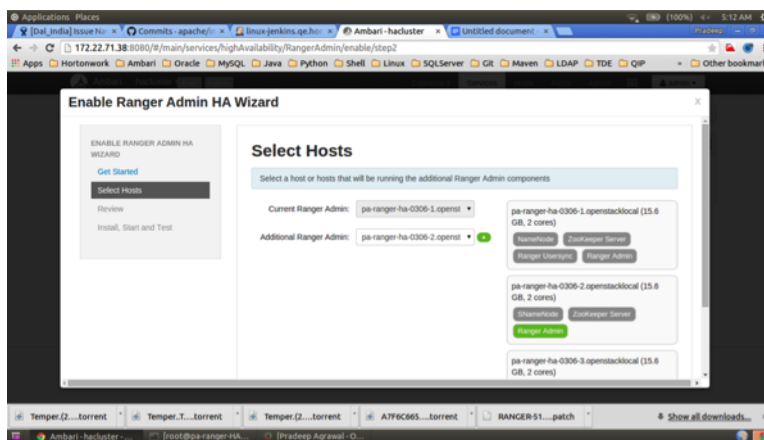 Applications Places
(100%) 5:12 AM
[Dal_India] Issue Na
Commits · apache/
linux-jenkins.qe.hor
Ambari - hacluster
Untitled document
Pradeep
172.22.71.38:8080/#/main/services/highAvailability/RangerAdmin/enable/step2
Apps Hortonwork Ambari Oracle MySQL Java Python Shell Linux SQLServer Git Maven LDAP TDE QIP » Other bookmar
Enable Ranger Admin HA Wizard
X
ENABLE RANGER ADMIN HA
WIZARD
Get Started
Select Hosts
Review
Install, Start and Test
Select Hosts
Select a host or hosts that will be running the additional Ranger Admin components
Current Ranger Admin: pa-ranger-ha-0306-1.openst
Additional Ranger Admin: pa-ranger-ha-0306-2.openst +
pa-ranger-ha-0306-1.openstacklocal (15.6
GB, 2 cores)
NameNode ZooKeeper Server
Ranger Usersync Ranger Admin
pa-ranger-ha-0306-2.openstacklocal (15.6
GB, 2 cores)
SNameNode ZooKeeper Server
Ranger Admin
pa-ranger-ha-0306-3.openstacklocal (15.6
GB, 2 cores)
Temper.(2....torrent
Temper..T....torrent
Temper.(2....torrent
A7F6C665....torrent
RANGER-51....patch
Show all downloads...
Ambari - hacluster -...
[root@pa-ranger-HA...
[Pradeep Agrawal - O...